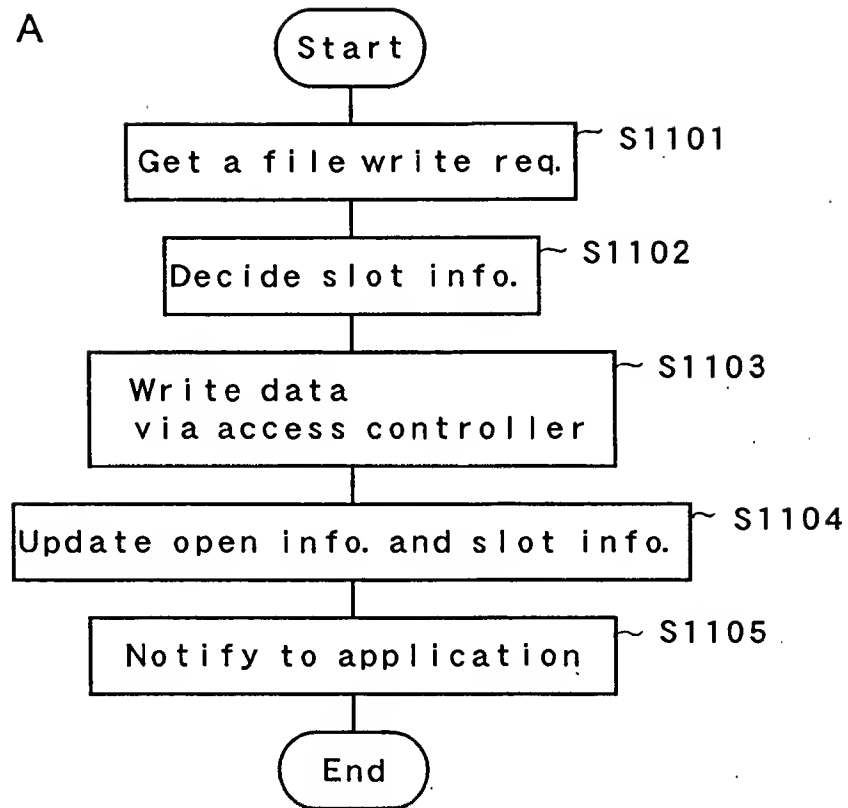 A
Start
Get a file write req.
S1101
Decide slot info.
S1102
Write data
via access controller
S1103
Update open info. and slot info.
S1104
Notify to application
S1105
End